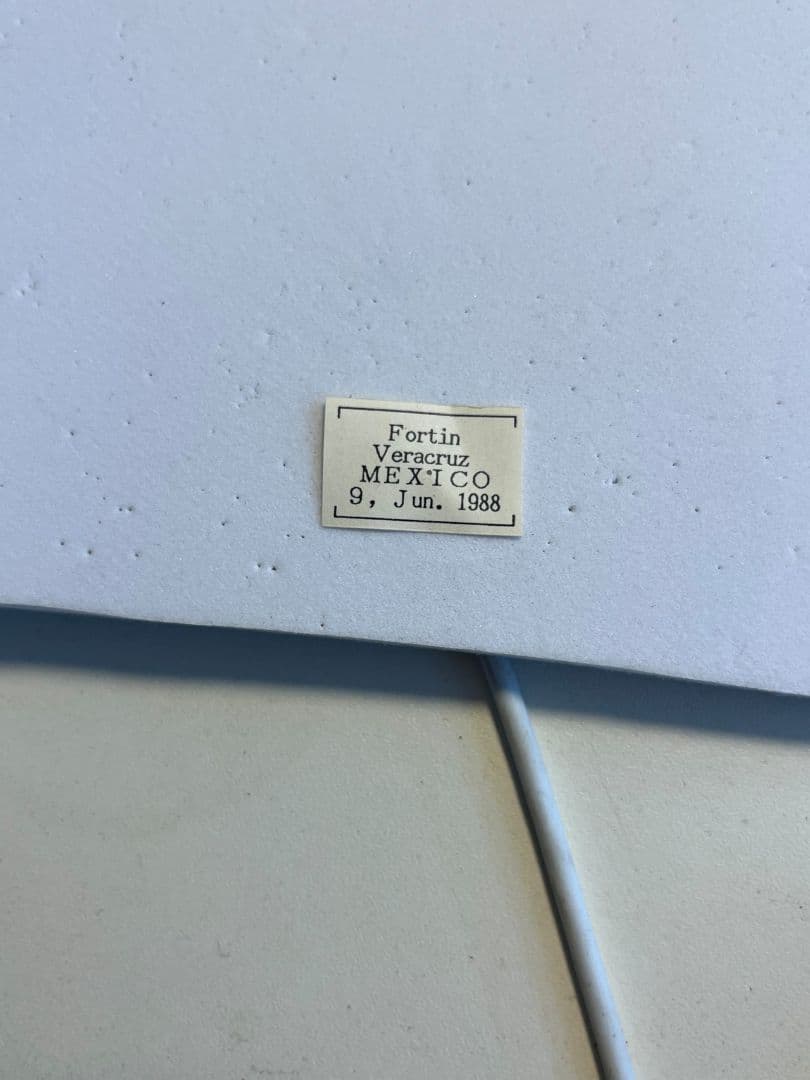 Fortin
Veracruz
MEXICO
9, Jun. 1988